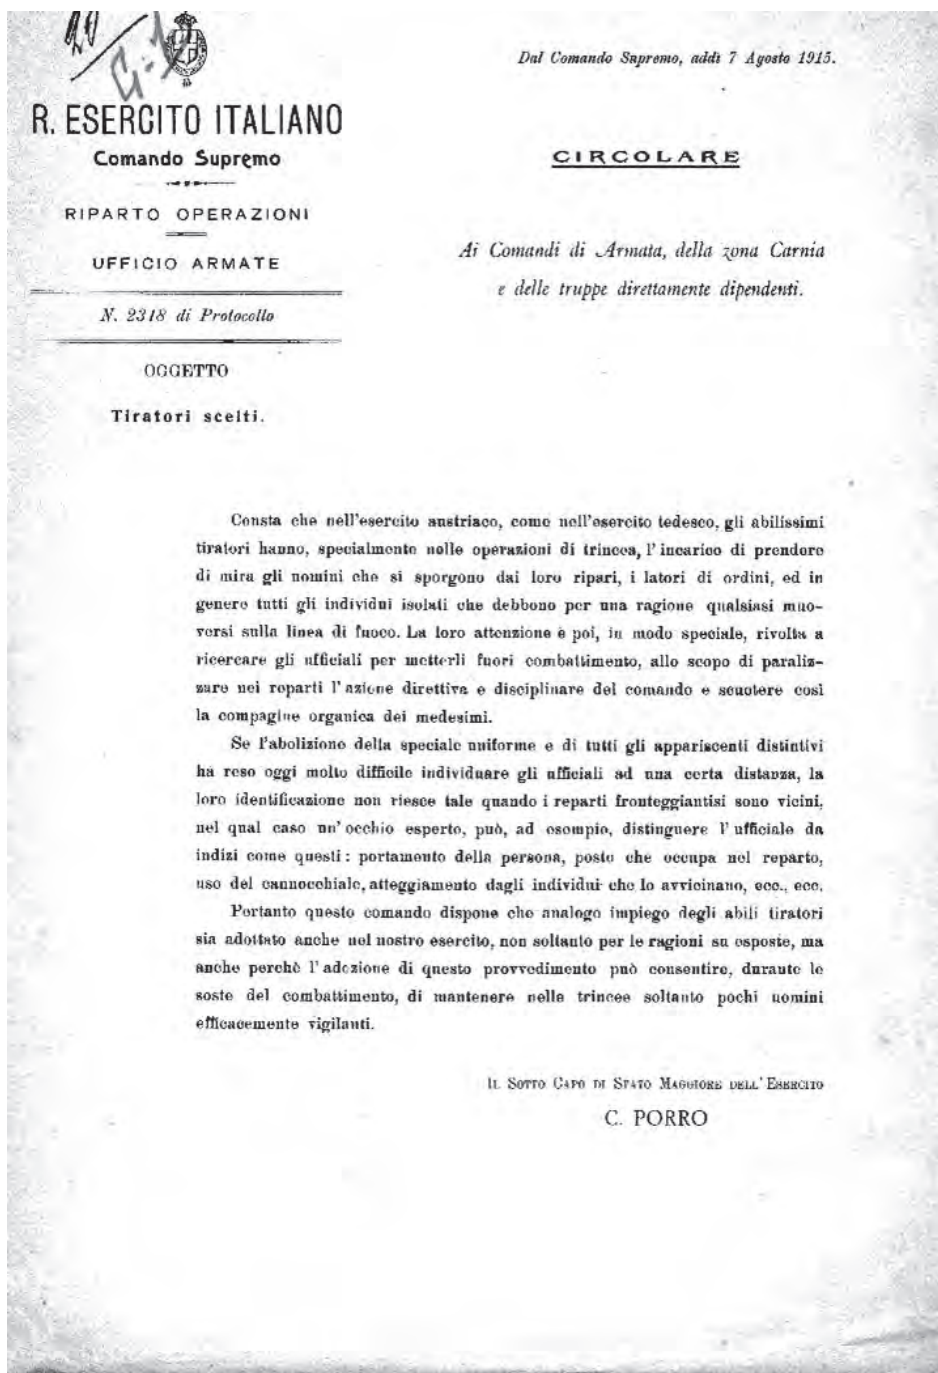 R. ESERCITO ITALIANO
Comando Supremo
RIPARTO OPERAZIONI
UFFICIO ARMATE
N. 2318 di Protocollo
OGGETTO
Tiratori scelti.
Dal Comando Supremo, addì 7 Agosto 1915.
CIRCOLARE
Ai Comandi di Armata, della zona Carnia
e delle truppe direttamente dipendenti.
Consta che nell'esercito austriaco, come nell'esercito tedesco, gli abilissimi
tiratori hanno, specialmente nelle operazioni di trincea, l'incarico di prendere
di mira gli uomini che si sporgono dai loro ripari, i latori di ordini, ed in
genere tutti gli individui isolati che debbono per una ragione qualsiasi muo-
versi sulla linea di fuoco. La loro attenzione è poi, in modo speciale, rivolta a
ricercare gli ufficiali per metterli fuori combattimento, allo scopo di paraliz-
zare nei reparti l'azione direttiva e disciplinare del comando e scuotere così
la compagine organica dei medesimi.
Se l'abolizione della speciale uniforme e di tutti gli appariscenti distintivi
ha reso oggi molto difficile individuare gli ufficiali ad una certa distanza, la
loro identificazione non riesce tale quando i reparti fronteggiantisi sono vicini,
nel qual caso un'occhio esperto, può, ad esempio, distinguere l'ufficiale da
indizi come questi: portamento della persona, posto che occupa nel reparto,
uso del cannocchiale, atteggiamento dagli individui che lo avvicinano, ecc., ecc.
Portanto questo comando dispone che analogo impiego degli abili tiratori
sia adottato anche nel nostro esercito, non soltanto per le ragioni su esposte, ma
anche perchè l'adozione di questo provvedimento può consentire, durante le
soste del combattimento, di mantenere nelle trincee soltanto pochi uomini
efficacemente vigilanti.
IL SOTTO CAPO DI STATO MAGGIORE DELL'ESERCITO
C. PORRO